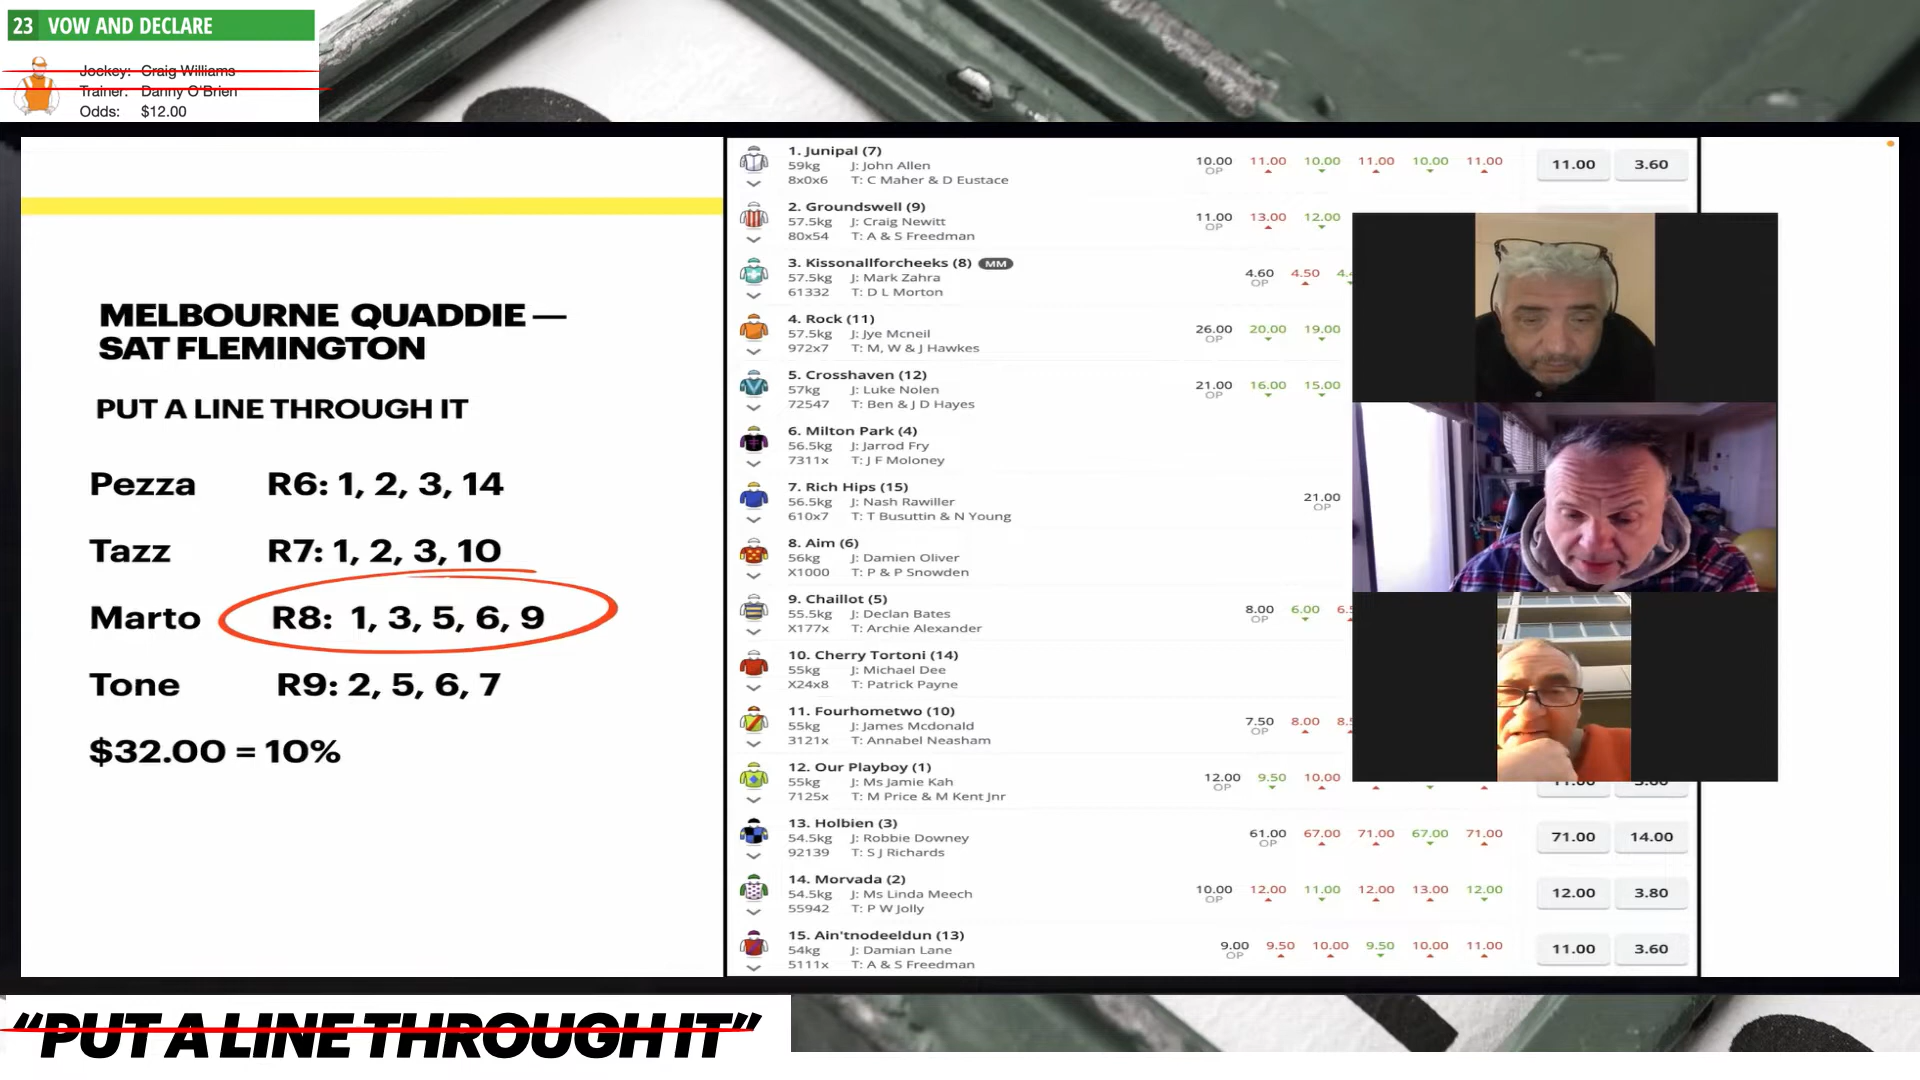 23 VOW AND DECLARE
Jockey: Craig Williams
Trainer: Danny O'Brien
Odds: $12.00
MELBOURNE QUADDIE —
SAT FLEMINGTON
PUT A LINE THROUGH IT
Pezza R6: 1, 2, 3, 14
Tazz R7: 1, 2, 3, 10
Marto R8: 1, 3, 5, 6, 9
Tone R9: 2, 5, 6, 7
$32.00 = 10%
1. Junipal (7)
59kg J: John Allen
8x0x6 T: C Maher & D Eustace
10.00 11.00 10.00 11.00 10.00 11.00
OP
11.00 3.60
2. Groundswell (9)
57.5kg J: Craig Newitt
80x54 T: A & S Freedman
11.00 13.00 12.00
OP
3. Kissonallforcheeks (8) MM
57.5kg J: Mark Zahra
61332 T: D L Morton
4.60 4.50
OP
4. Rock (11)
57.5kg J: Jye Mcneil
972x7 T: M, W & J Hawkes
26.00 20.00 19.00
OP
5. Crosshaven (12)
57kg J: Luke Nolen
72547 T: Ben & J D Hayes
21.00 16.00 15.00
OP
6. Milton Park (4)
56.5kg J: Jarrod Fry
7311x T: J F Moloney
7. Rich Hips (15)
56.5kg J: Nash Rawiller
610x7 T: T Busuttin & N Young
21.00
OP
8. Aim (6)
56kg J: Damien Oliver
X1000 T: P & P Snowden
9. Chaillot (5)
55.5kg J: Declan Bates
X177x T: Archie Alexander
8.00 6.00
OP
10. Cherry Tortoni (14)
55kg J: Michael Dee
X24x8 T: Patrick Payne
11. Fourhometwo (10)
55kg J: James Mcdonald
3121x T: Annabel Neasham
7.50 8.00
OP
12. Our Playboy (1)
55kg J: Ms Jamie Kah
7125x T: M Price & M Kent Jnr
12.00 9.50 10.00
OP
13. Holbien (3)
54.5kg J: Robbie Downey
92139 T: S J Richards
61.00 67.00 71.00 67.00 71.00
OP
71.00 14.00
14. Morvada (2)
54.5kg J: Ms Linda Meech
55942 T: P W Jolly
10.00 12.00 11.00 12.00 13.00 12.00
OP
12.00 3.80
15. Ain'tnodeeldun (13)
54kg J: Damian Lane
5111x T: A & S Freedman
9.00 9.50 10.00 9.50 10.00 11.00
OP
11.00 3.60
"PUT A LINE THROUGH IT"